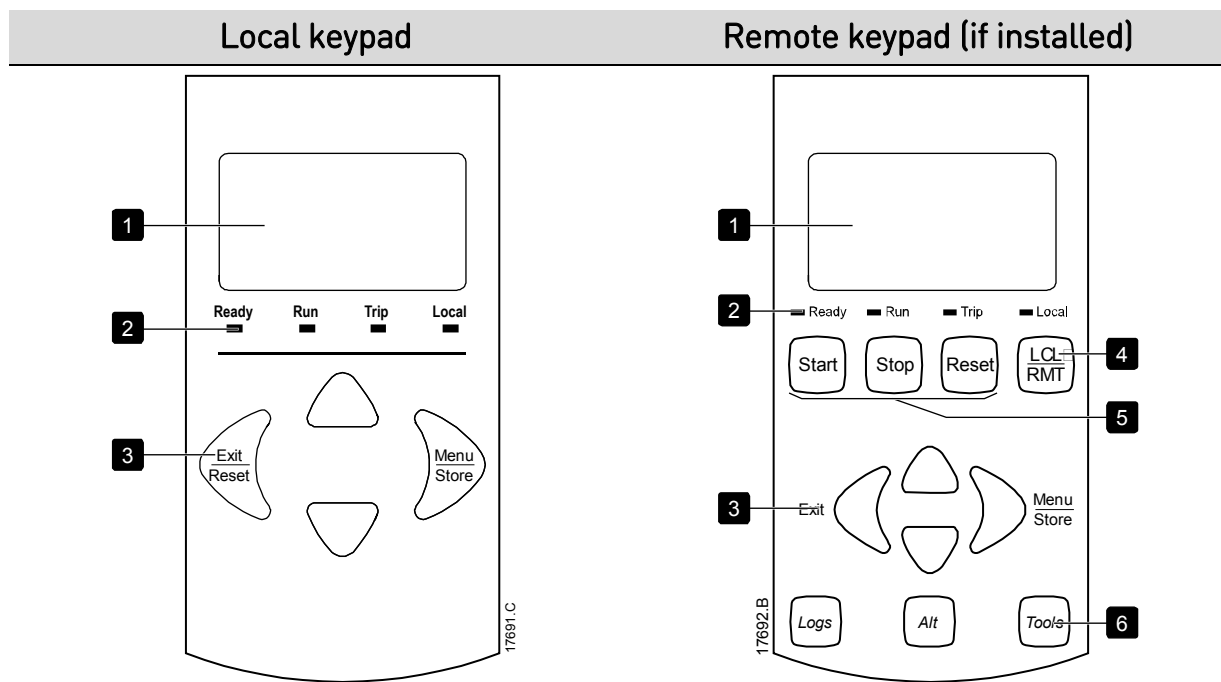 Local keypad
Remote keypad (if installed)
1
Ready Run Trip Local
2
3
Exit
Reset
Menu
Store
17691.C
1
2
Ready Run Trip Local
Start Stop Reset LCL
RMT
4
5
3
Exit
Menu
Store
17692.B
Logs Alt Tools
6